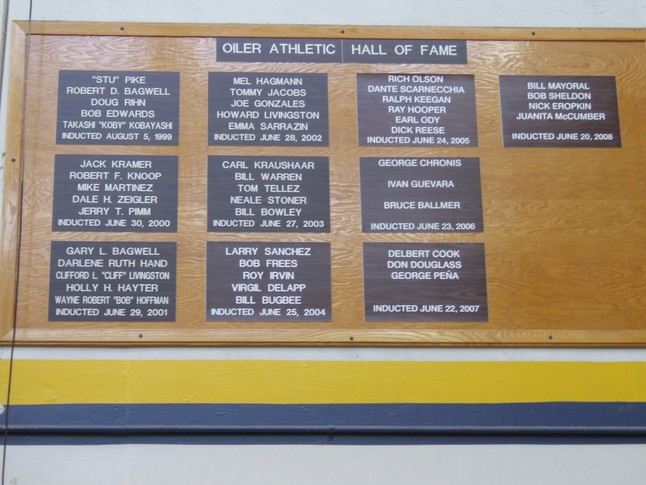 OILER ATHLETIC HALL OF FAME
"STU" PIKE
ROBERT D. BAGWELL
DOUG RIHN
BOB EDWARDS
TAKASHI "KOBY" KOBAYASHI
INDUCTED AUGUST 5, 1999
JACK KRAMER
ROBERT F. KNOOP
MIKE MARTINEZ
DALE H. ZEIGLER
JERRY T. PIMM
INDUCTED JUNE 30, 2000
GARY L. BAGWELL
DARLENE RUTH HAND
CLIFFORD L "CLIFF" LIVINGSTON
HOLLY H. HAYTER
WAYNE ROBERT "BOB" HOFFMAN
INDUCTED JUNE 29, 2001
MEL HAGMANN
TOMMY JACOBS
JOE GONZALES
HOWARD LIVINGSTON
EMMA SARRAZIN
INDUCTED JUNE 28, 2002
CARL KRAUSHAAR
BILL WARREN
TOM TELLEZ
NEALE STONER
BILL BOWLEY
INDUCTED JUNE 27, 2003
LARRY SANCHEZ
BOB FREES
ROY IRVIN
VIRGIL DELAPP
BILL BUGBEE
INDUCTED JUNE 25, 2004
RICH OLSON
DANTE SCARNECCHIA
RALPH KEEGAN
RAY HOOPER
EARL ODY
DICK REESE
INDUCTED JUNE 24, 2005
GEORGE CHRONIS
IVAN GUEVARA
BRUCE BALLMER
INDUCTED JUNE 23, 2006
DELBERT COOK
DON DOUGLASS
GEORGE PEÑA
INDUCTED JUNE 22, 2007
BILL MAYORAL
BOB SHELDON
NICK EROPKIN
JUANITA McCUMBER
INDUCTED JUNE 20, 2008